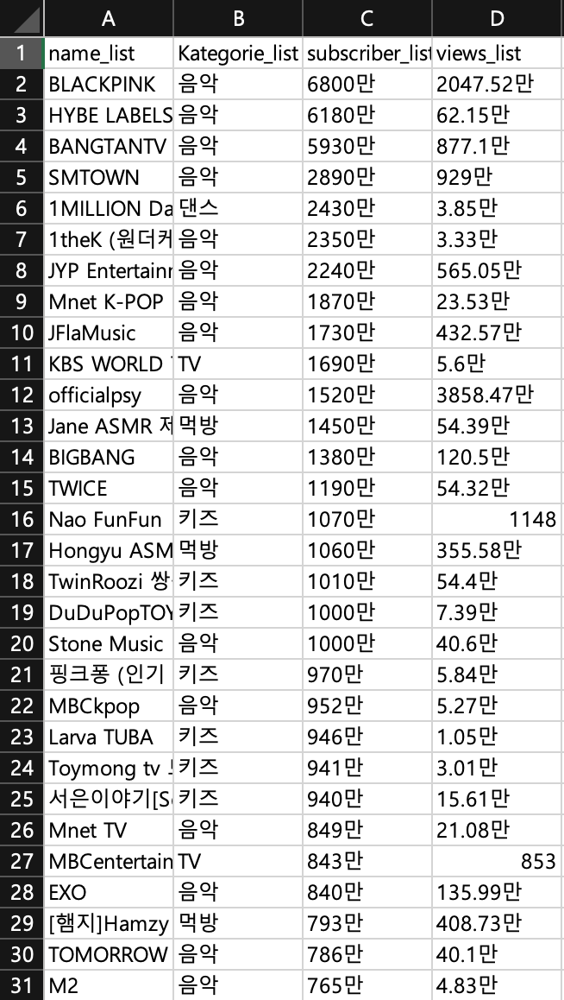 A B C D
1 name_list Kategorie_list subscriber_list views_list
2 BLACKPINK 음악 6800만 2047.52만
3 HYBE LABELS 음악 6180만 62.15만
4 BANGTANTV 음악 5930만 877.1만
5 SMTOWN 음악 2890만 929만
6 1MILLION Da 댄스 2430만 3.85만
7 1theK (원더케 음악 2350만 3.33만
8 JYP Entertainm 음악 2240만 565.05만
9 Mnet K-POP 음악 1870만 23.53만
10 JFlaMusic 음악 1730만 432.57만
11 KBS WORLD TV 1690만 5.6만
12 officialpsy 음악 1520만 3858.47만
13 Jane ASMR 제 먹방 1450만 54.39만
14 BIGBANG 음악 1380만 120.5만
15 TWICE 음악 1190만 54.32만
16 Nao FunFun 키즈 1070만 1148
17 Hongyu ASM 먹방 1060만 355.58만
18 TwinRoozi 쌍 키즈 1010만 54.4만
19 DuDuPopTOY 키즈 1000만 7.39만
20 Stone Music 음악 1000만 40.6만
21 핑크퐁 (인기 키즈 970만 5.84만
22 MBCkpop 음악 952만 5.27만
23 Larva TUBA 키즈 946만 1.05만
24 Toymong tv 키즈 941만 3.01만
25 서은이야기[Se 키즈 940만 15.61만
26 Mnet TV 음악 849만 21.08만
27 MBCentertain TV 843만 853
28 EXO 음악 840만 135.99만
29 [햄지]Hamzy 먹방 793만 408.73만
30 TOMORROW 음악 786만 40.1만
31 M2 음악 765만 4.83만